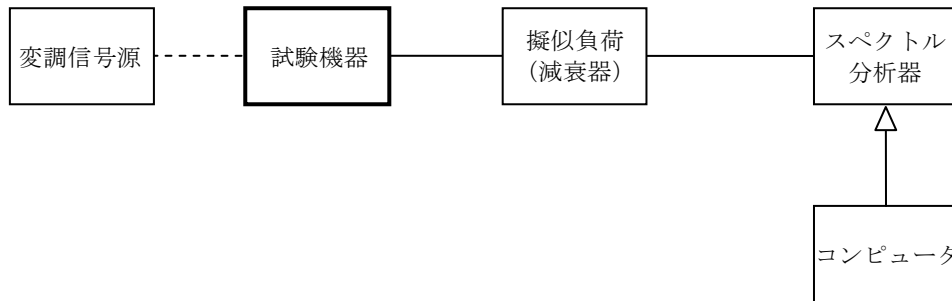 変調信号源
試験機器
擬似負荷
(減衰器)
スペクトル
分析器
コンピュータ